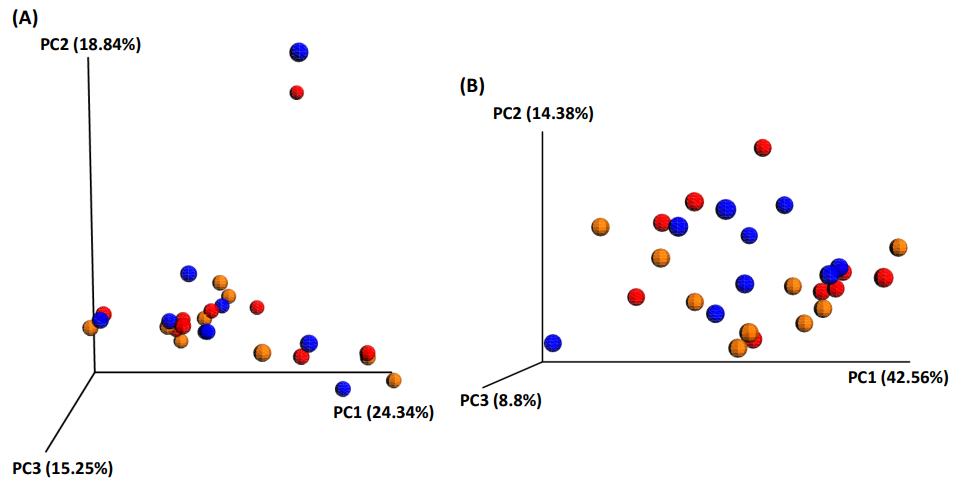 (A)
PC2 (18.84%)
PC1 (24.34%)
PC3 (15.25%)
(B)
PC2 (14.38%)
PC1 (42.56%)
PC3 (8.8%)